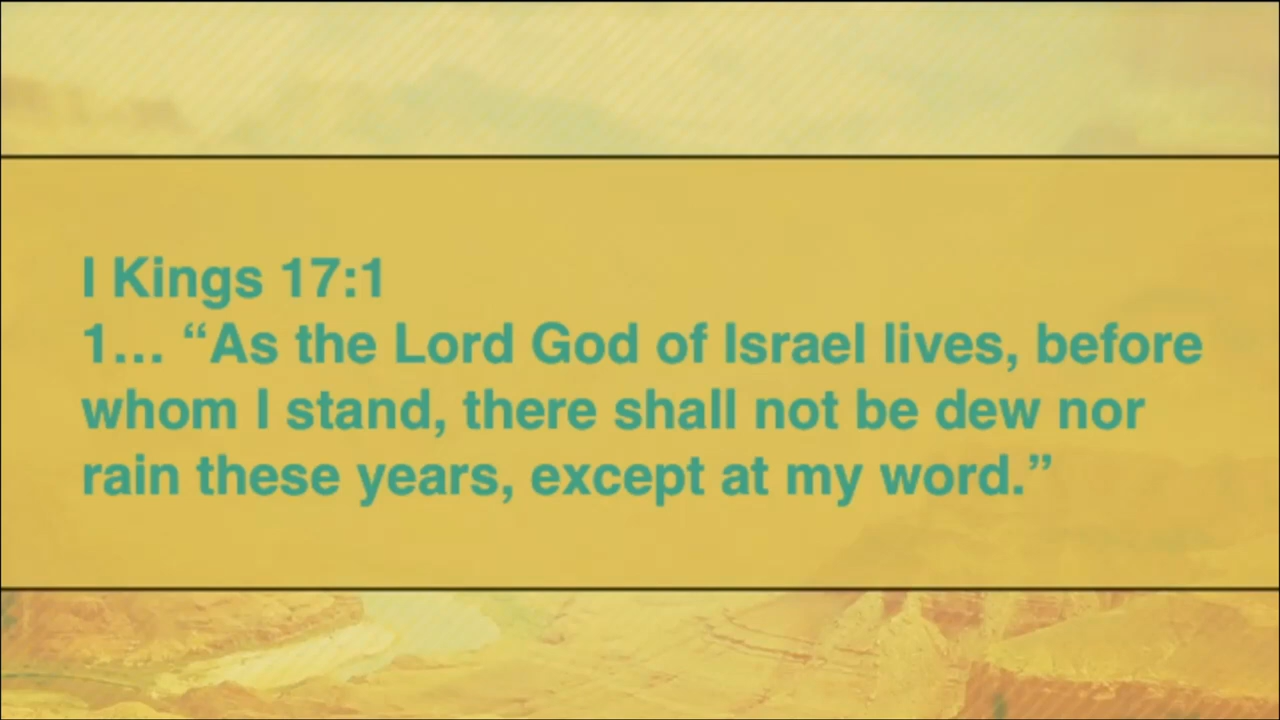 I Kings 17:1
1… “As the Lord God of Israel lives, before
whom I stand, there shall not be dew nor
rain these years, except at my word.”